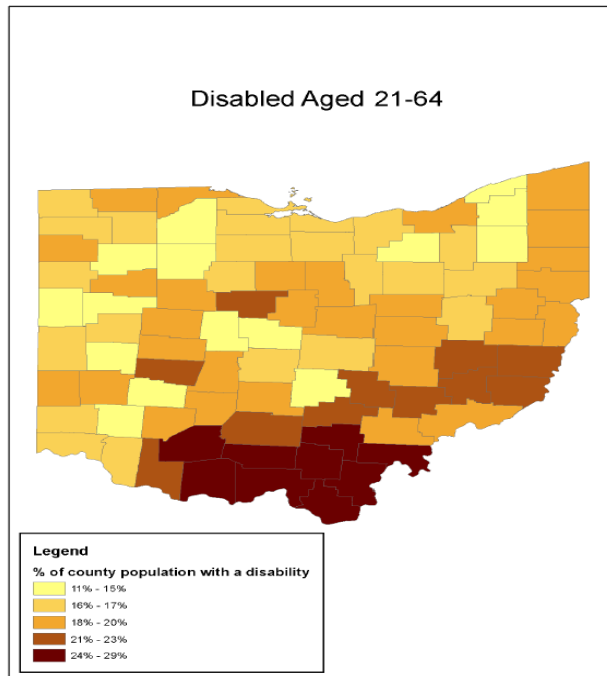 Disabled Aged 21-64
Legend
% of county population with a disability
11% - 15%
16% - 17%
18% - 20%
21% - 23%
24% - 29%